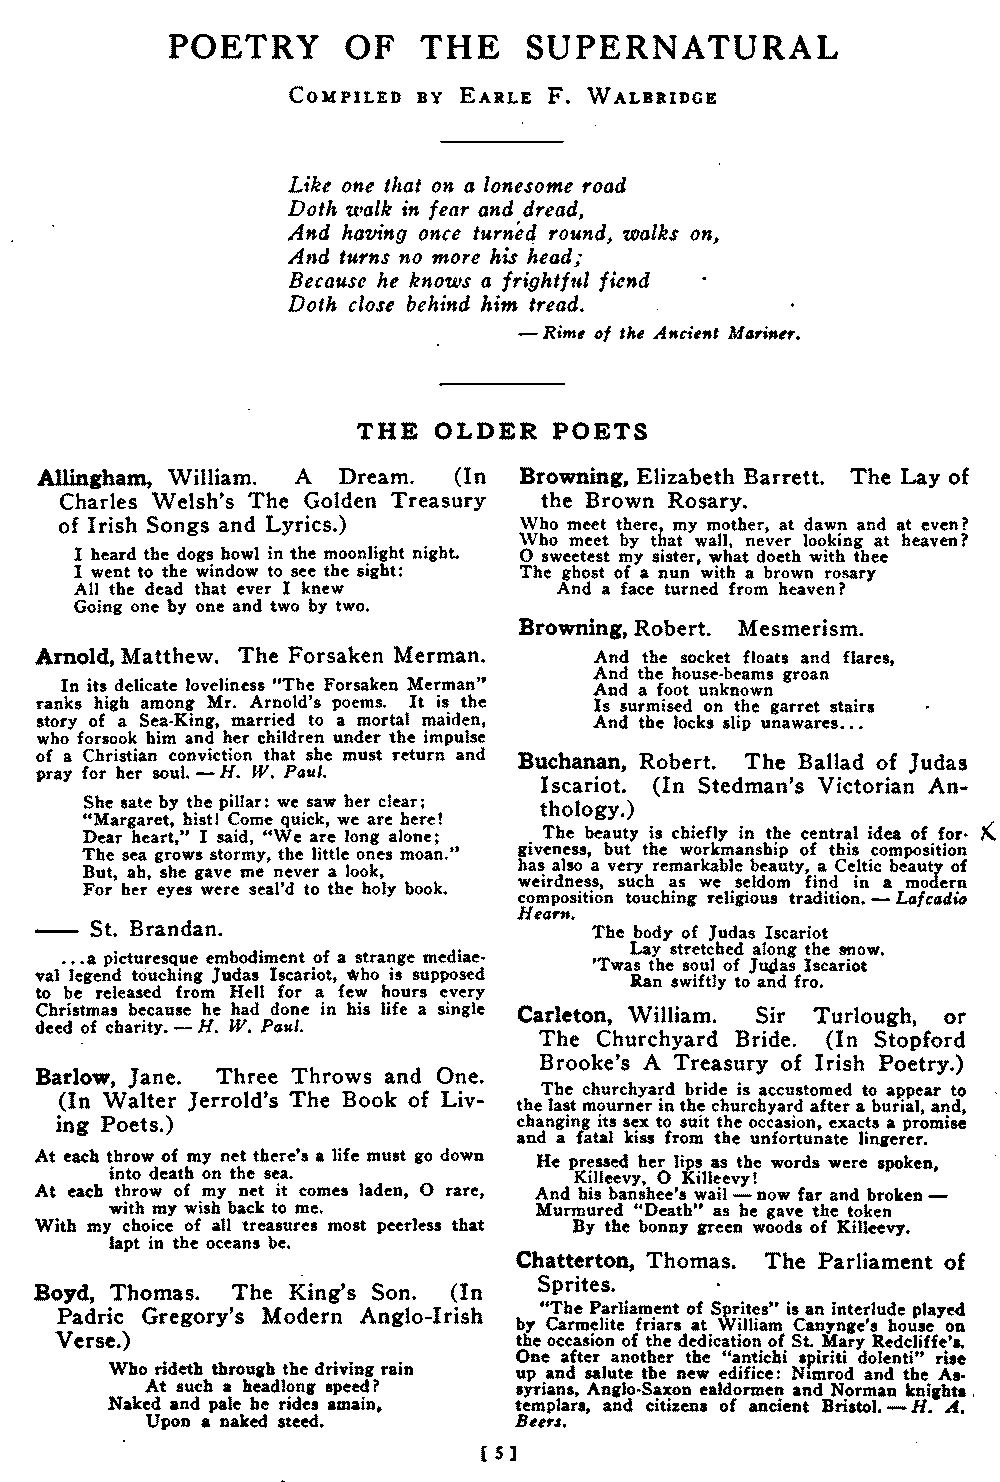 POETRY OF THE SUPERNATURAL
COMPILED BY EARLE F. WALBRIDGE
Like one that on a lonesome road
Doth walk in fear and dread,
And having once turned round, walks on,
And turns no more his head;
Because he knows a frightful fiend
Doth close behind him tread.
— Rime of the Ancient Mariner.
THE OLDER POETS
Allingham, William. A Dream. (In
Charles Welsh's The Golden Treasury
of Irish Songs and Lyrics.)
I heard the dogs howl in the moonlight night.
I went to the window to see the sight:
All the dead that ever I knew
Going one by one and two by two.
Arnold, Matthew. The Forsaken Merman.
In its delicate loveliness "The Forsaken Merman"
ranks high among Mr. Arnold's poems. It is the
story of a Sea-King, married to a mortal maiden,
who forsook him and her children under the impulse
of a Christian conviction that she must return and
pray for her soul. — H. W. Paul.
She sate by the pillar: we saw her clear;
"Margaret, hist! Come quick, we are here!
Dear heart," I said, "We are long alone;
The sea grows stormy, the little ones moan."
But, ah, she gave me never a look,
For her eyes were seal'd to the holy book.
—— St. Brandan.
...a picturesque embodiment of a strange mediae-
val legend touching Judas Iscariot, who is supposed
to be released from Hell for a few hours every
Christmas because he had done in his life a single
deed of charity. — H. W. Paul.
Barlow, Jane. Three Throws and One.
(In Walter Jerrold's The Book of Liv-
ing Poets.)
At each throw of my net there's a life must go down
into death on the sea.
At each throw of my net it comes laden, O rare,
with my wish back to me.
With my choice of all treasures most peerless that
lapt in the oceans be.
Boyd, Thomas. The King's Son. (In
Padric Gregory's Modern Anglo-Irish
Verse.)
Who rideth through the driving rain
At such a headlong speed?
Naked and pale he rides amain,
Upon a naked steed.
Browning, Elizabeth Barrett. The Lay of
the Brown Rosary.
Who meet there, my mother, at dawn and at even?
Who meet by that wall, never looking at heaven?
O sweetest my sister, what doeth with thee
The ghost of a nun with a brown rosary
And a face turned from heaven?
Browning, Robert. Mesmerism.
And the socket floats and flares,
And the house-beams groan
And a foot unknown
Is surmised on the garret stairs
And the locks slip unawares...
Buchanan, Robert. The Ballad of Judas
Iscariot. (In Stedman's Victorian An-
thology.)
The beauty is chiefly in the central idea of for-
giveness, but the workmanship of this composition
has also a very remarkable beauty, a Celtic beauty of
weirdness, such as we seldom find in a modern
composition touching religious tradition. — Lafcadio
Hearn.
The body of Judas Iscariot
Lay stretched along the snow.
'Twas the soul of Judas Iscariot
Ran swiftly to and fro.
Carleton, William. Sir Turlough, or
The Churchyard Bride. (In Stopford
Brooke's A Treasury of Irish Poetry.)
The churchyard bride is accustomed to appear to
the last mourner in the churchyard after a burial, and,
changing its sex to suit the occasion, exacts a promise
and a fatal kiss from the unfortunate lingerer.
He pressed her lips as the words were spoken,
Killeevy, O Killeevy!
And his banshee's wail — now far and broken —
Murmured "Death" as he gave the token
By the bonny green woods of Killeevy.
Chatterton, Thomas. The Parliament of
Sprites.
"The Parliament of Sprites" is an interlude played
by Carmelite friars at William Canynge's house on
the occasion of the dedication of St. Mary Redcliffe's.
One after another the "antichi spiriti dolenti" rise
up and salute the new edifice: Nimrod and the As-
syrians, Anglo-Saxon ealdormen and Norman knights
templars, and citizens of ancient Bristol. — H. A.
Beers.
[ 5 ]